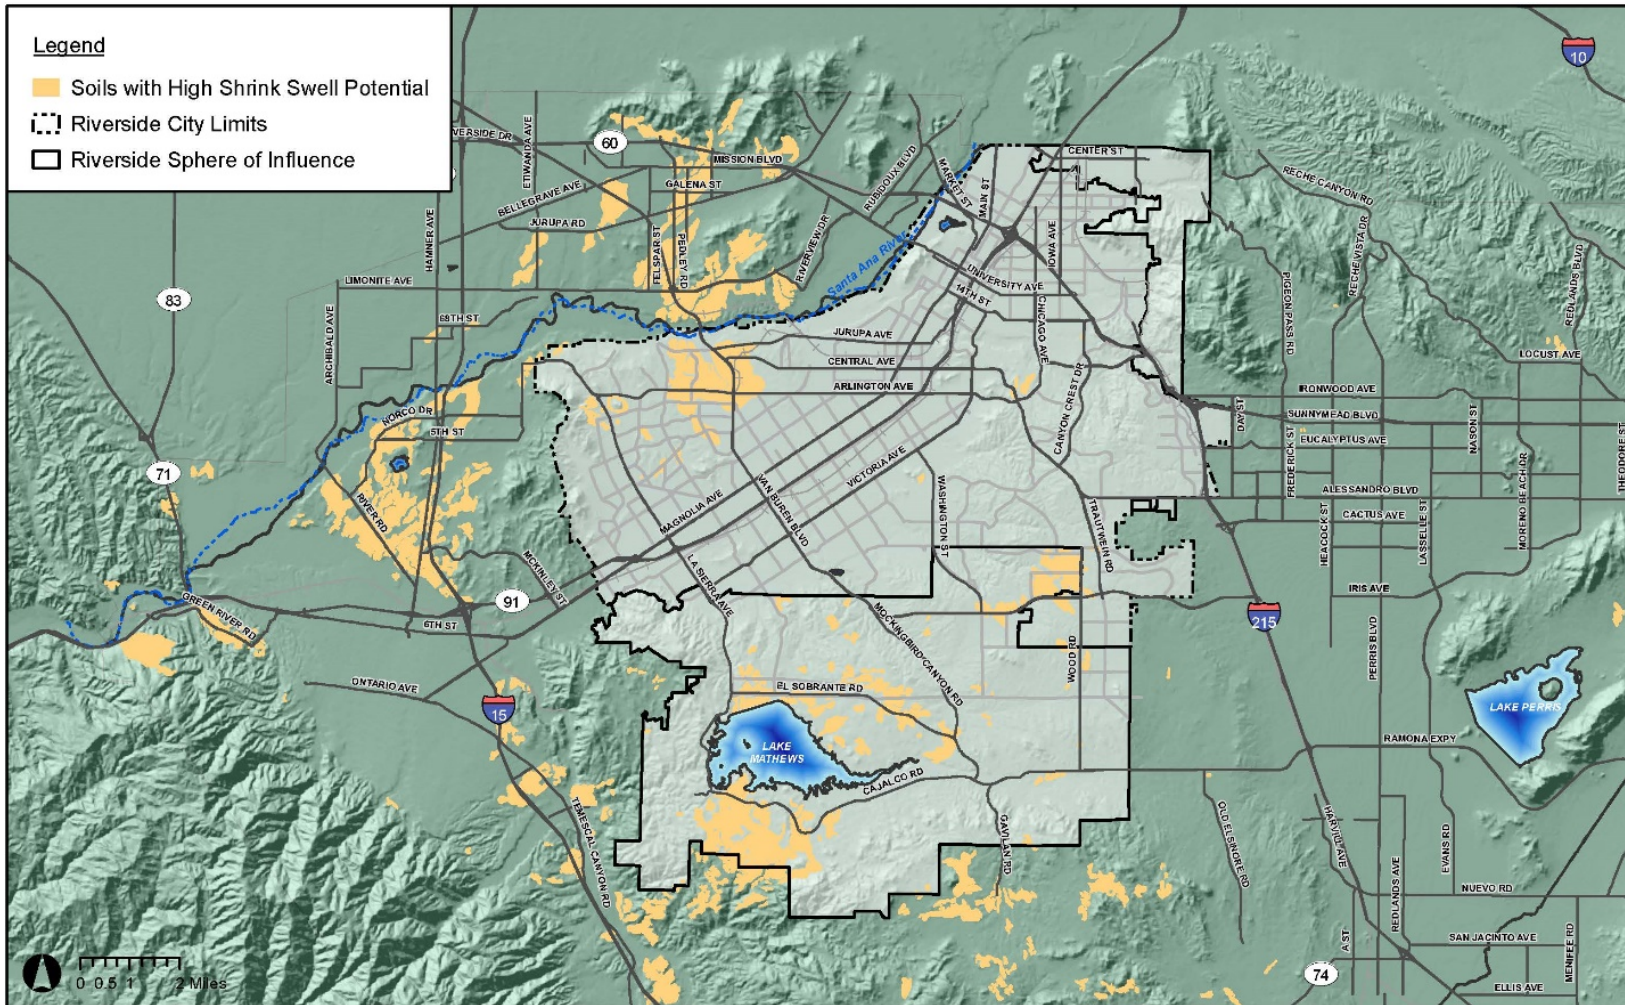 Legend
Soils with High Shrink Swell Potential
Riverside City Limits
Riverside Sphere of Influence
10
ETIWANDA AVE
60
MISSION BLVD
RUBIDOUX BLVD
MARKET ST
MAIN ST
CENTER ST
RECHE CANYON RD
BELLEGRAVE AVE
GALENA ST
JURUPA RD
HAMNER AVE
FELSPAR ST
PEDLEY RD
RIVERVIEW DR
Santa Ana River
IOWA AVE
RECHE VISTA DR
REDLANDS BLVD
PIGEON PASS RD
UNIVERSITY AVE
14TH ST
LIMONITE AVE
83
68TH ST
ARCHIBALD AVE
JURUPA AVE
CHICAGO AVE
CENTRAL AVE
ARLINGTON AVE
CANYON CREST DR
LOCUST AVE
IRONWOOD AVE
SUNNYMEAD BLVD
DAY ST
EUCALYPTUS AVE
FREDERICK ST
NASON ST
MORENO BEACH DR
THEODORE ST
NORCO DR
5TH ST
71
RIVER RD
MAGNOLIA AVE
VAN BUREN BLVD
VICTORIA AVE
WASHINGTON ST
TRAUTWEIN RD
ALESSANDRO BLVD
CACTUS AVE
HEACOCK ST
LASSELLE ST
IRIS AVE
MCKINLEY ST
LA SIERRA AVE
91
GREEN RIVER RD
6TH ST
MOCKINGBIRD CANYON RD
215
PERRIS BLVD
WOOD RD
ONTARIO AVE
15
EL SOBRANTE RD
LAKE PERRIS
LAKE
MATHEWS
RAMONA EXPY
CAJALCO RD
TEMESCAL CANYON RD
GAVILAN RD
OLD ELSINORE RD
HARVILL AVE
EVANS RD
REDLANDS AVE
NUEVO RD
A ST
SAN JACINTO AVE
MENIFEE RD
74
ELLIS AVE
0 0.5 1 2 Miles